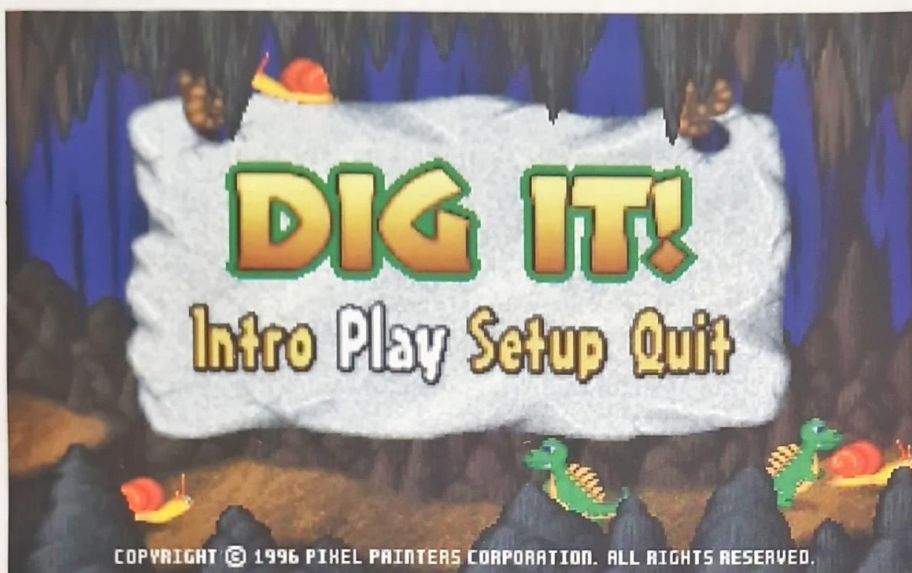 DIG IT!
Intro Play Setup Quit
COPYRIGHT © 1996 PIXEL PAINTERS CORPORATION. ALL RIGHTS RESERVED.